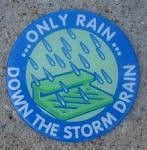 ...ONLY RAIN...
DOWN THE STORM DRAIN